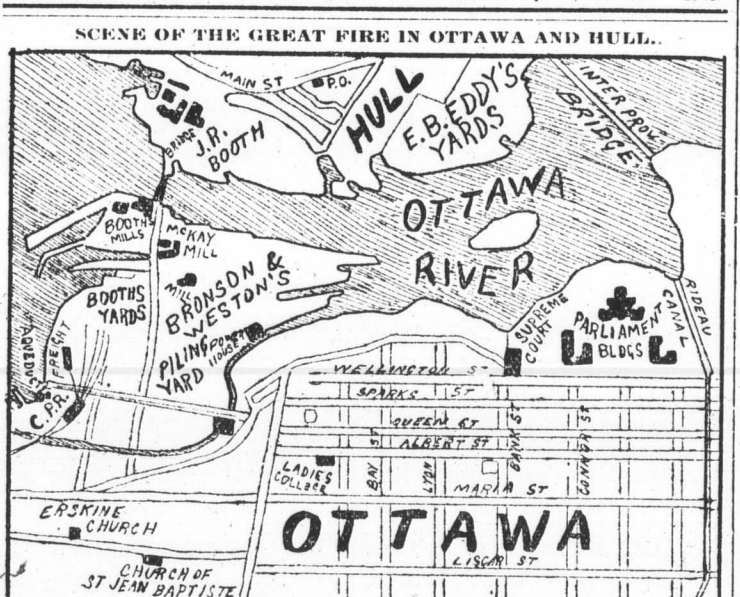 SCENE OF THE GREAT FIRE IN OTTAWA AND HULL..
MAIN ST
P.O.
HULL
E.B. EDDY'S
YARDS
INTERPROV.
BRIDGE.
BRIDGE
J.R.
BOOTH
OTTAWA
RIVER
BOOTH
MILLS
McKAY
MILL
MILL
BRONSON &
WESTON'S
BOOTHS
YARDS
PILING
YARD
POWER
HOUSE
SUPREME
COURT
PARLIAMENT
BLDGS
RIDEAU
CANAL
AQUEDUCT
FREIGHT
C.P.R.
WELLINGTON ST
SPARKS ST
QUEEN ST
ALBERT ST
BAY ST
LYON
BANK ST
CONNOR ST
LADIES
COLLEGE
MARIA ST
ERSKINE
CHURCH
OTTAWA
LISGAR ST
CHURCH OF
ST JEAN BAPTISTE